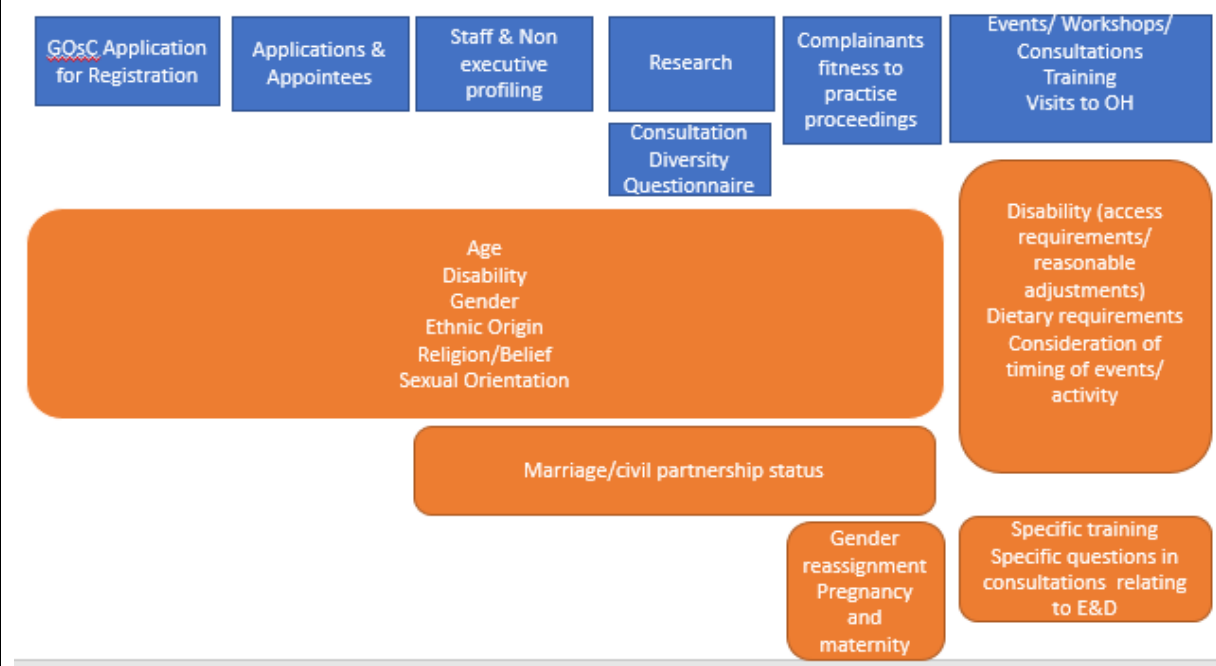 GOsC Application
for Registration
Applications &
Appointees
Staff & Non
executive
profiling
Research
Consultation
Diversity
Questionnaire
Complainants
fitness to
practise
proceedings
Events/ Workshops/
Consultations
Training
Visits to OH
Age
Disability
Gender
Ethnic Origin
Religion/Belief
Sexual Orientation
Disability (access
requirements/
reasonable
adjustments)
Dietary requirements
Consideration of
timing of events/
activity
Marriage/civil partnership status
Gender
reassignment
Pregnancy
and
maternity
Specific training
Specific questions in
consultations relating
to E&D